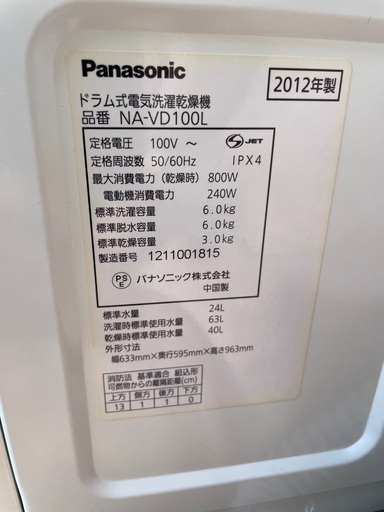 Panasonic
2012年製
ドラム式電気洗濯乾燥機
品番 NA-VD100L
定格電圧 100V ～ S JET
定格周波数 50/60Hz IPX4
最大消費電力（乾燥時） 800W
電動機消費電力 240W
標準洗濯容量 6.0kg
標準脱水容量 6.0kg
標準乾燥容量 3.0kg
製造番号 1211001815
PSE パナソニック株式会社
中国製
標準水量 24L
洗濯時標準使用水量 63L
乾燥時標準使用水量 40L
外形寸法
幅633mm×奥行595mm×高さ963mm
消防法 基準適合 組込形
可燃物からの離隔距離(cm)
上方 側方 後方 下方
13 1 1 0